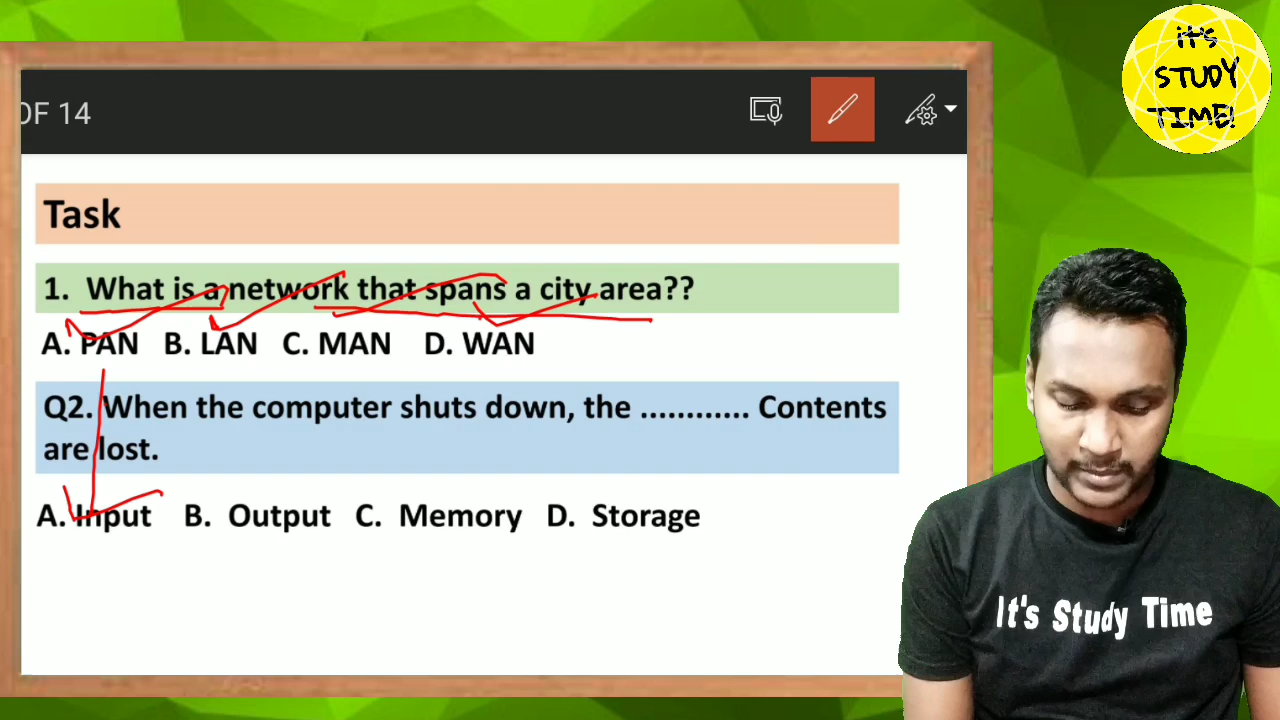 OF 14
it's
STUDY
TIME!
Task
1. What is a network that spans a city area??
A. PAN B. LAN C. MAN D. WAN
Q2. When the computer shuts down, the ............ Contents
are lost.
A. Input B. Output C. Memory D. Storage
It's Study Time